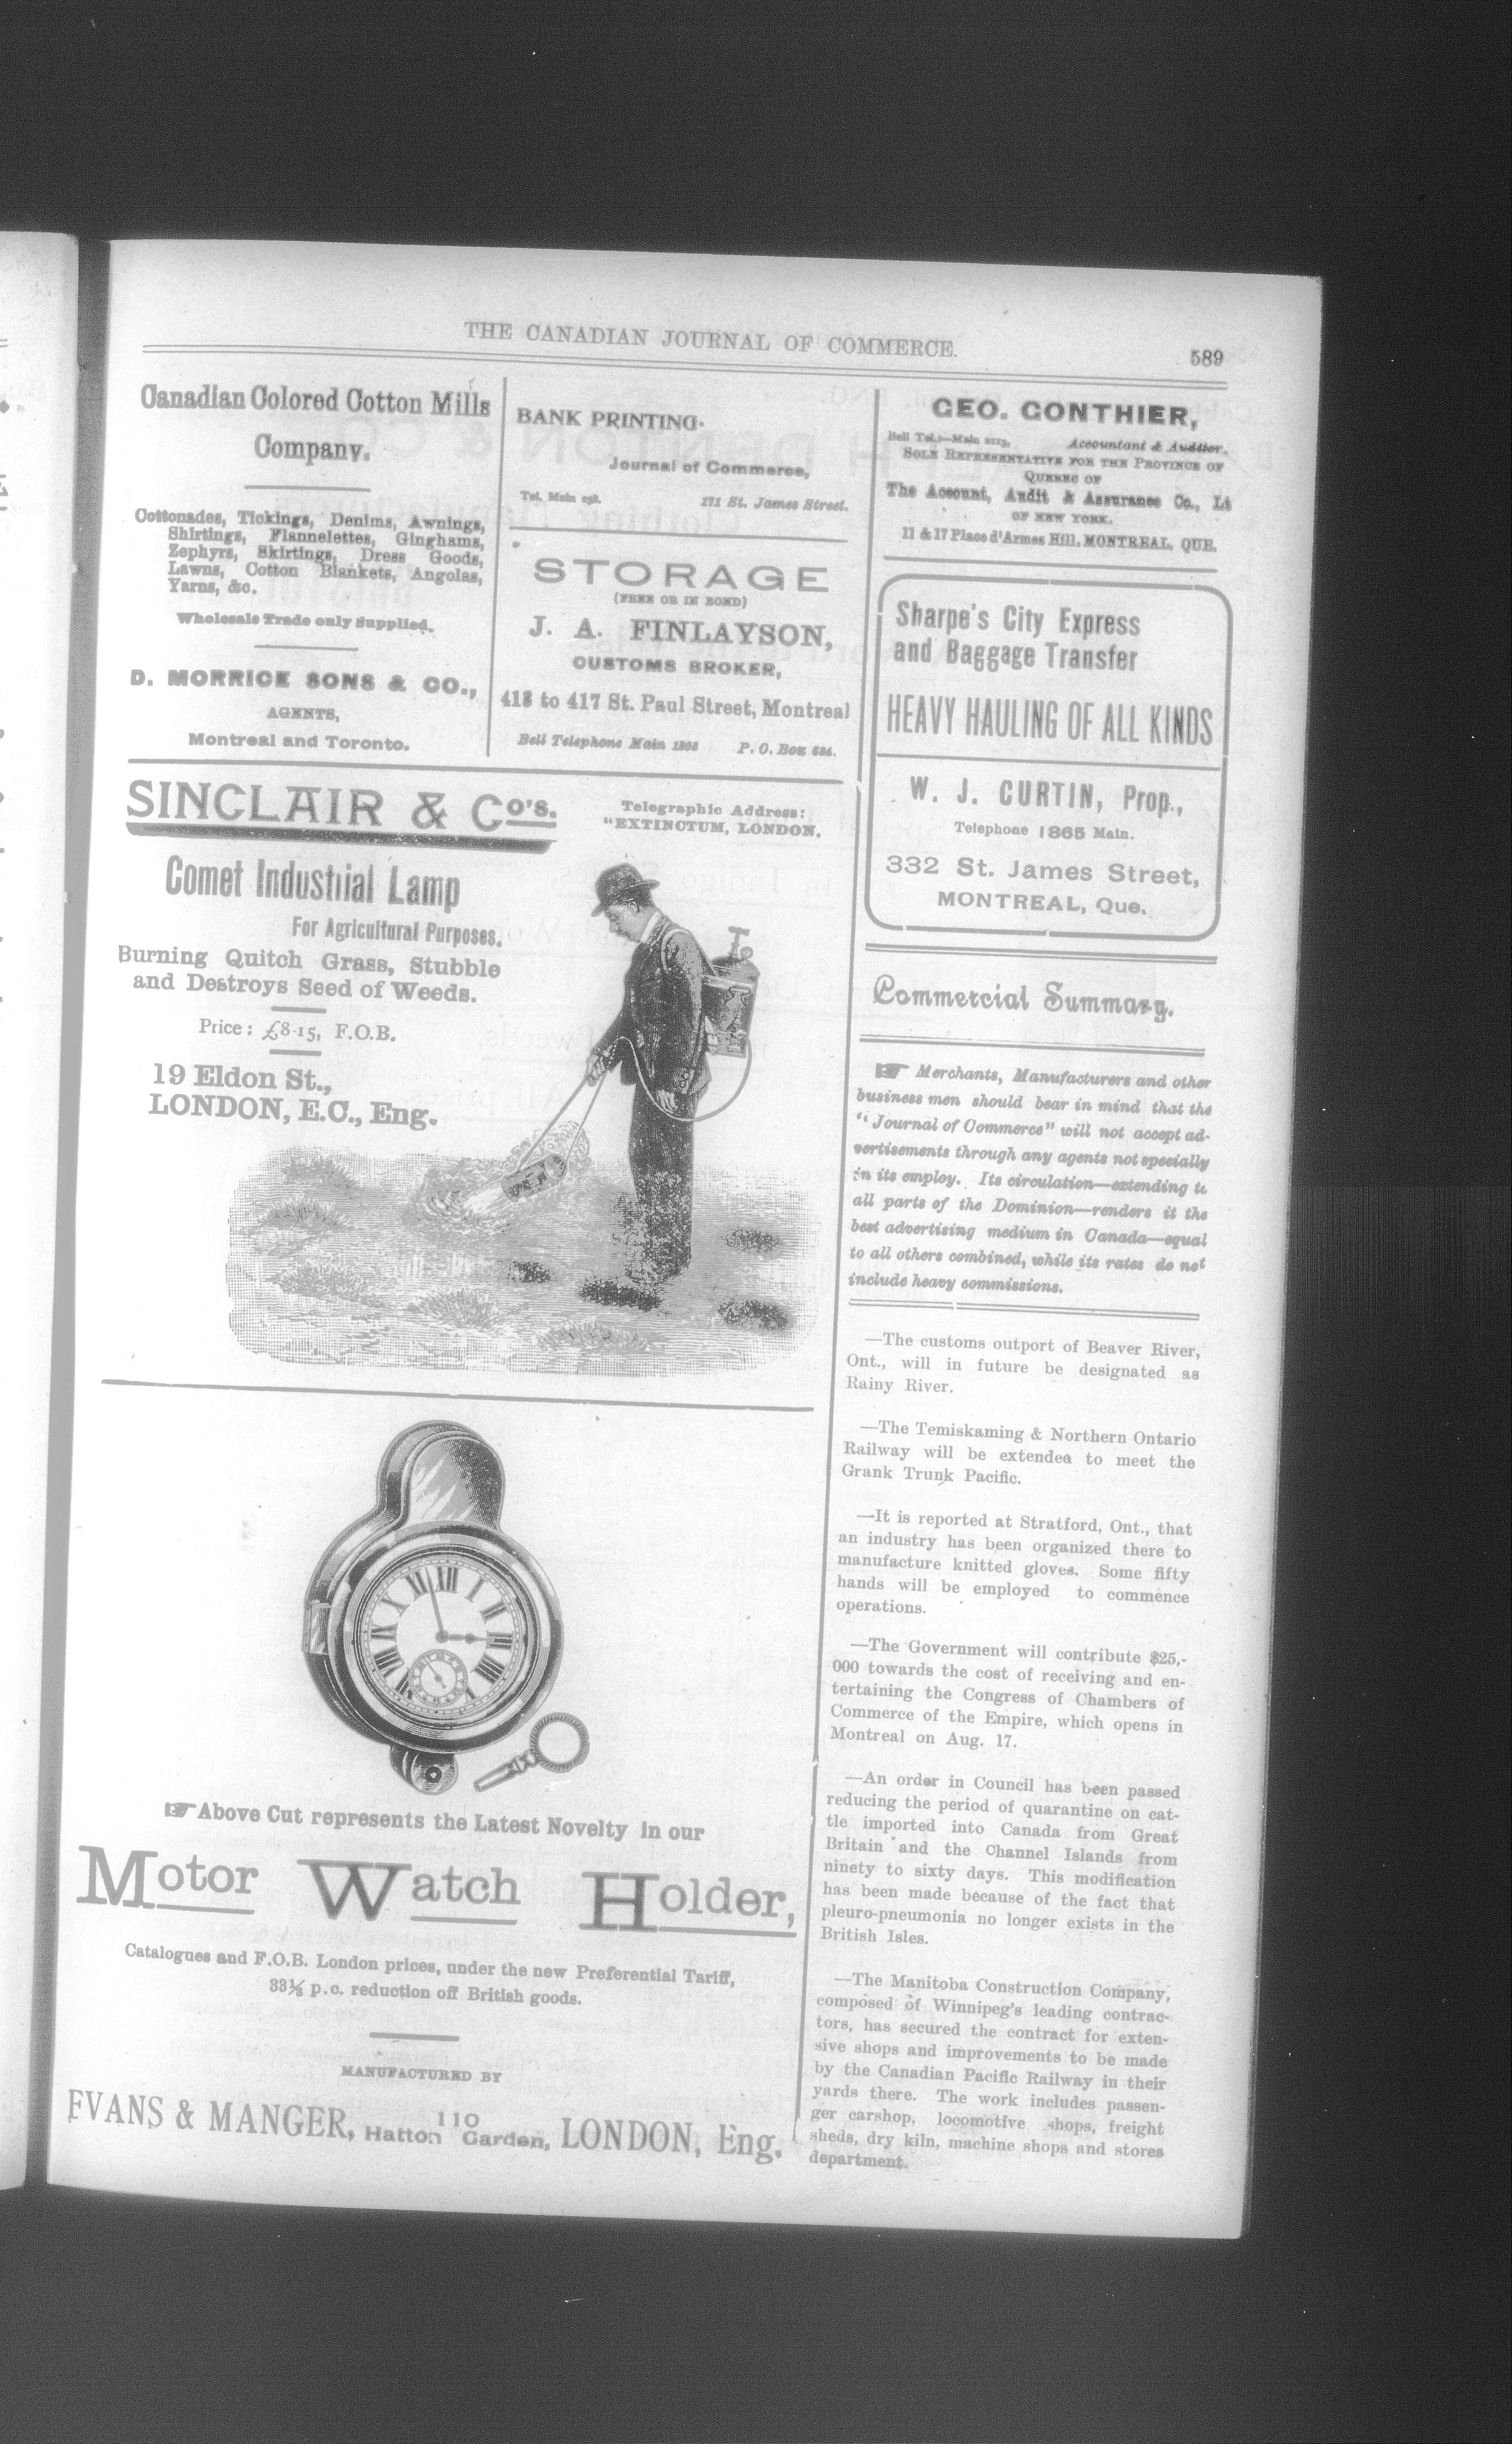 THE CANADIAN JOURNAL OF COMMERCE.
589
Canadian Colored Cotton Mills
Company.
Cottonades, Tickings, Denims, Awnings,
Shirtings, Flannelettes, Ginghams,
Zephyrs, Skirtings, Dress Goods,
Lawns, Cotton Blankets, Angolas,
Yarns, &c.
Wholesale Trade only Supplied.
D. MORRICE SONS & CO.,
AGENTS,
Montreal and Toronto.
BANK PRINTING.
Journal of Commerce,
Tel. Main 258. 171 St. James Street.
STORAGE
(FREE OR IN BOND)
J. A. FINLAYSON,
CUSTOMS BROKER,
413 to 417 St. Paul Street, Montreal
Bell Telephone Main 1308 P. O. Box 624.
GEO. GONTHIER,
Bell Tel.:—Main 2113. Accountant & Auditor.
SOLE REPRESENTATIVE FOR THE PROVINCE OF
QUEBEC OF
The Account, Audit & Assurance Co., Lt
OF NEW YORK.
11 & 17 Place d'Armes Hill, MONTREAL, QUE.
Sharpe's City Express
and Baggage Transfer
HEAVY HAULING OF ALL KINDS
W. J. CURTIN, Prop.,
Telephone 1865 Main.
332 St. James Street,
MONTREAL, Que.
SINCLAIR & Co's.
Telegraphic Address:
"EXTINCTUM, LONDON.
Comet Industrial Lamp
For Agricultural Purposes.
Burning Quitch Grass, Stubble
and Destroys Seed of Weeds.
Price: £8-15, F.O.B.
19 Eldon St.,
LONDON, E.C., Eng.
☞ Above Cut represents the Latest Novelty in our
Motor Watch Holder,
Catalogues and F.O.B. London prices, under the new Preferential Tariff,
33⅓ p.c. reduction off British goods.
MANUFACTURED BY
EVANS & MANGER, 110 Hatton Garden, LONDON, Eng.
Commercial Summary.
☞ Merchants, Manufacturers and other
business men should bear in mind that the
"Journal of Commerce" will not accept ad-
vertisements through any agents not specially
in its employ. Its circulation—extending to
all parts of the Dominion—renders it the
best advertising medium in Canada—equal
to all others combined, while its rates do not
include heavy commissions.
—The customs outport of Beaver River,
Ont., will in future be designated as
Rainy River.
—The Temiskaming & Northern Ontario
Railway will be extended to meet the
Grank Trunk Pacific.
—It is reported at Stratford, Ont., that
an industry has been organized there to
manufacture knitted gloves. Some fifty
hands will be employed to commence
operations.
—The Government will contribute $25,-
000 towards the cost of receiving and en-
tertaining the Congress of Chambers of
Commerce of the Empire, which opens in
Montreal on Aug. 17.
—An order in Council has been passed
reducing the period of quarantine on cat-
tle imported into Canada from Great
Britain and the Channel Islands from
ninety to sixty days. This modification
has been made because of the fact that
pleuro-pneumonia no longer exists in the
British Isles.
—The Manitoba Construction Company,
composed of Winnipeg's leading contrac-
tors, has secured the contract for exten-
sive shops and improvements to be made
by the Canadian Pacific Railway in their
yards there. The work includes passen-
ger carshop, locomotive shops, freight
sheds, dry kiln, machine shops and stores
department.